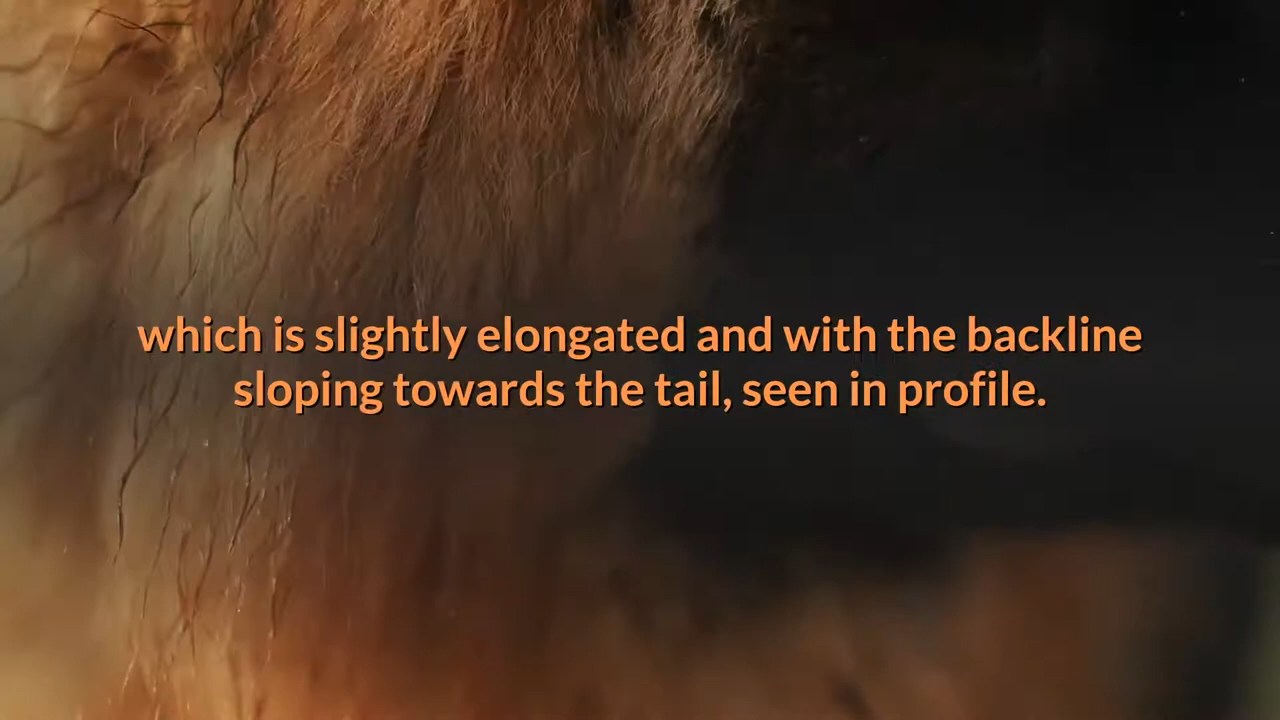 which is slightly elongated and with the backline
sloping towards the tail, seen in profile.